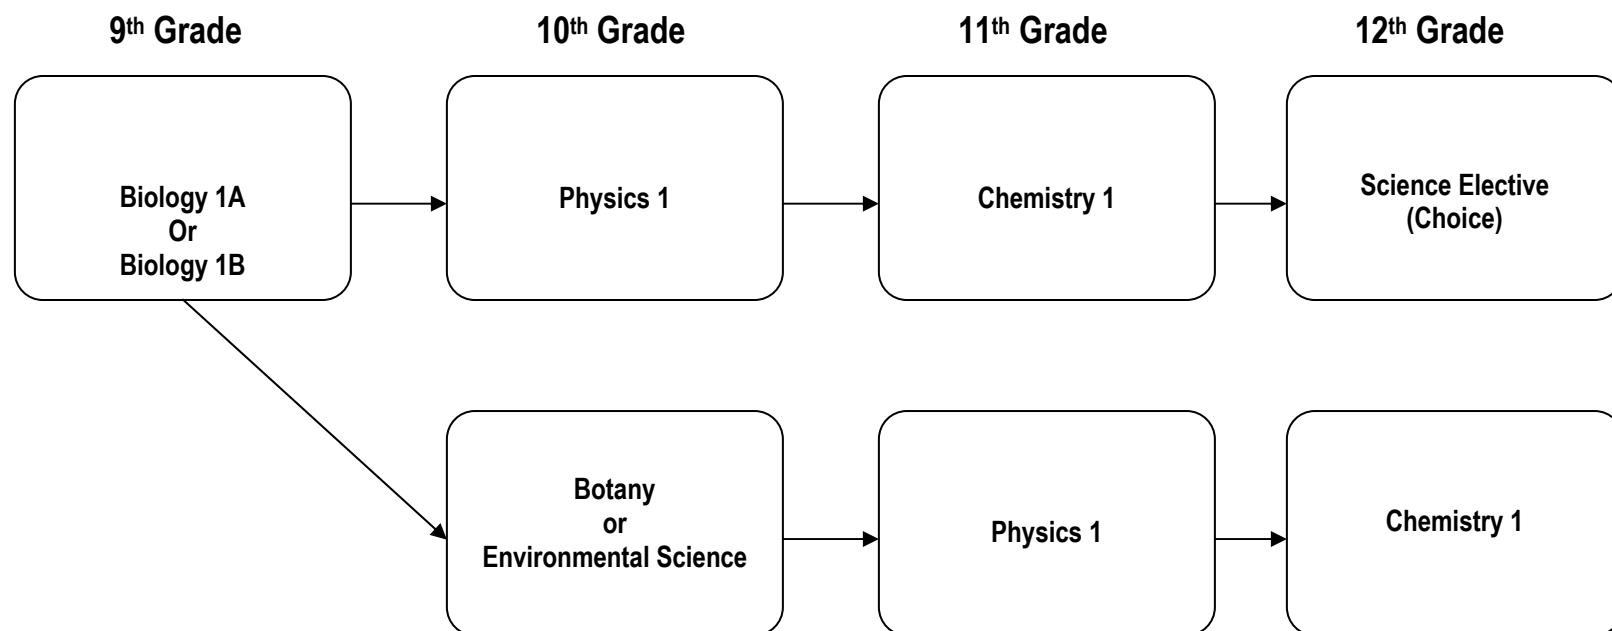 9th Grade
10th Grade
11th Grade
12th Grade
Biology 1A
Or
Biology 1B
Physics 1
Chemistry 1
Science Elective
(Choice)
Botany
or
Environmental Science
Physics 1
Chemistry 1